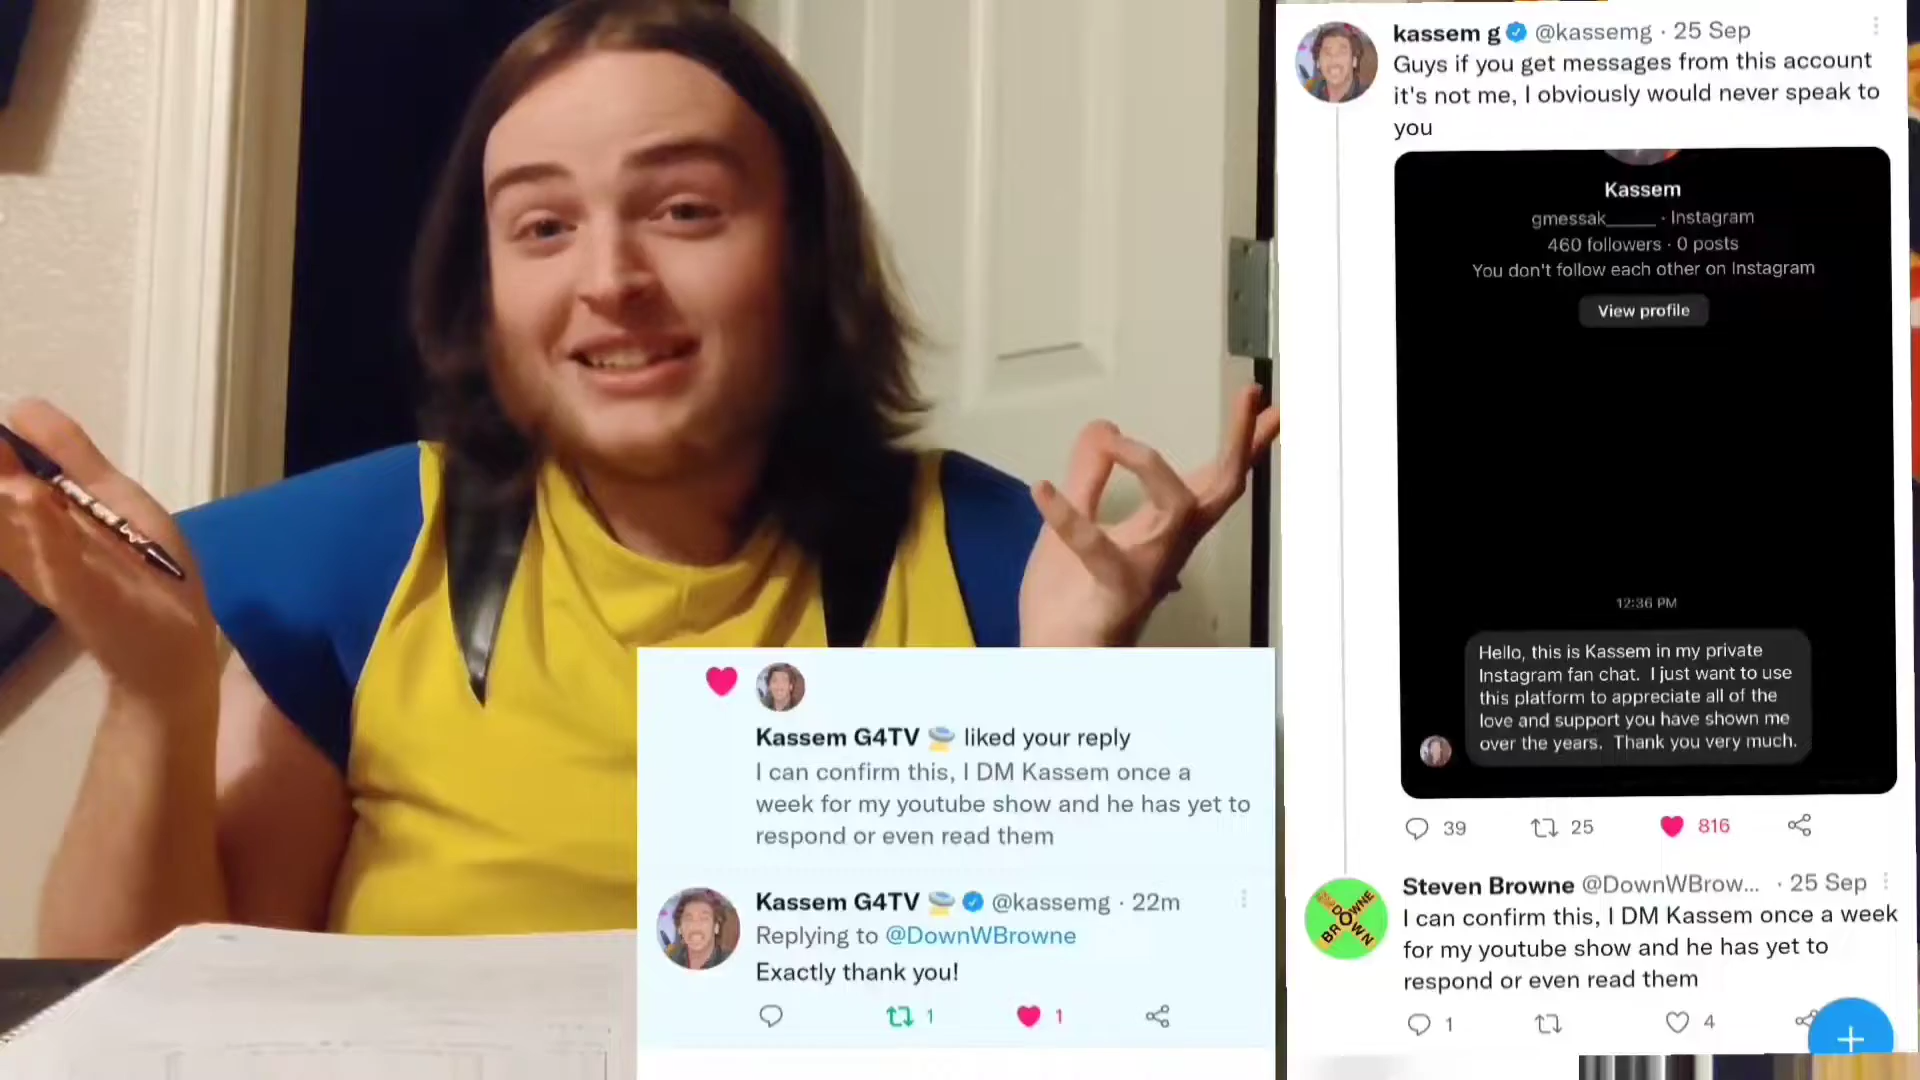 kassem g @kassemg · 25 Sep
Guys if you get messages from this account
it's not me, I obviously would never speak to
you
Kassem
gmessak_____ · Instagram
460 followers · 0 posts
You don't follow each other on Instagram
View profile
12:36 PM
Hello, this is Kassem in my private
Instagram fan chat. I just want to use
this platform to appreciate all of the
love and support you have shown me
over the years. Thank you very much.
39 25 816
Steven Browne @DownWBrow... · 25 Sep
DOWNE
BROWN
I can confirm this, I DM Kassem once a week
for my youtube show and he has yet to
respond or even read them
1 4
Kassem G4TV liked your reply
I can confirm this, I DM Kassem once a
week for my youtube show and he has yet to
respond or even read them
Kassem G4TV @kassemg · 22m
Replying to @DownWBrowne
Exactly thank you!
1 1